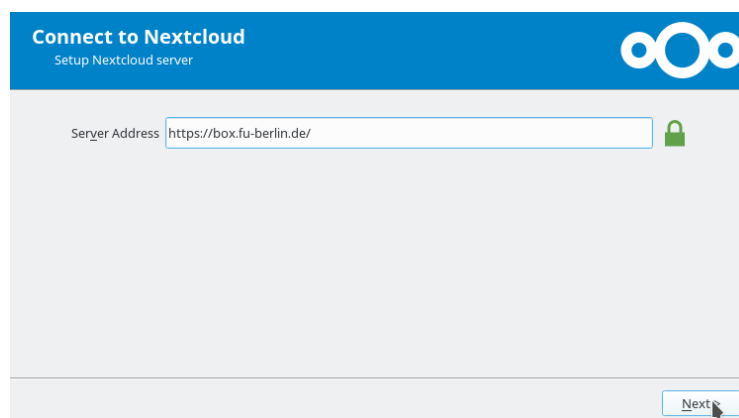 Connect to Nextcloud
Setup Nextcloud server
Server Address https://box.fu-berlin.de/
Next >